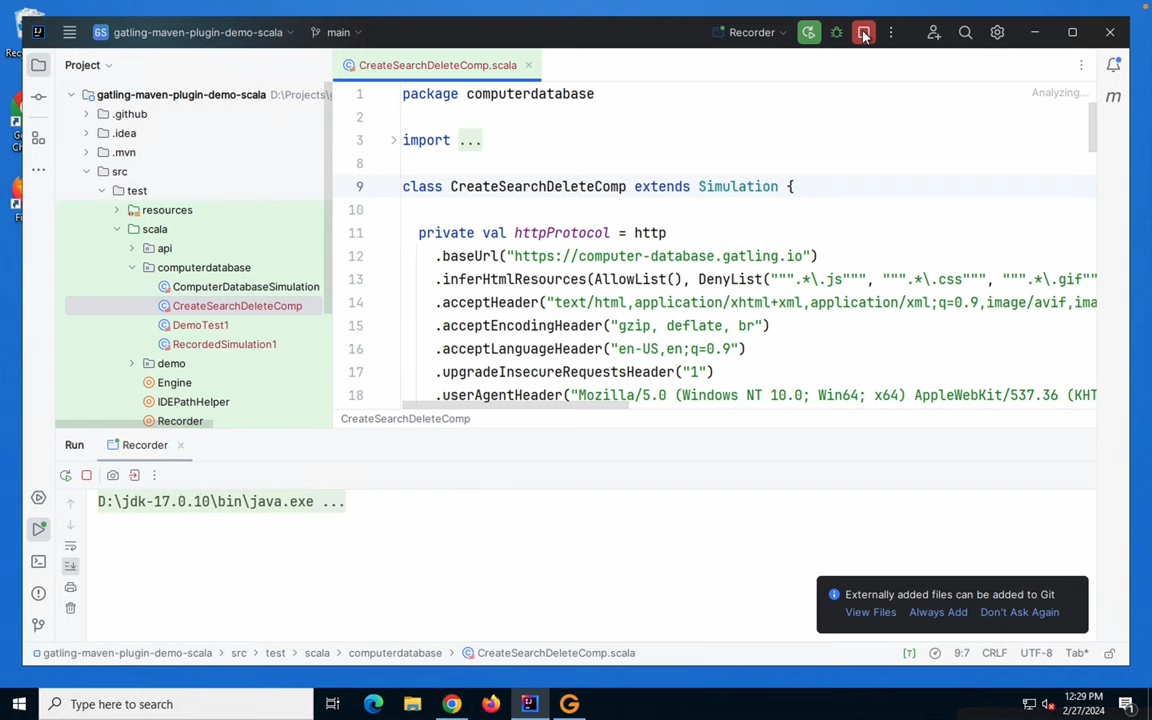 GS gatling-maven-plugin-demo-scala main Recorder
Project
CreateSearchDeleteComp.scala
gatling-maven-plugin-demo-scala D:\Projects\g
.github
.idea
.mvn
src
test
resources
scala
api
computerdatabase
ComputerDatabaseSimulation
CreateSearchDeleteComp
DemoTest1
RecordedSimulation1
demo
Engine
IDEPathHelper
Recorder
1 package computerdatabase
Analyzing...
2
3 import ...
8
9 class CreateSearchDeleteComp extends Simulation {
10
11 private val httpProtocol = http
12 .baseUrl("https://computer-database.gatling.io")
13 .inferHtmlResources(AllowList(), DenyList(""".*\.js""", """.*\.css""", """.*\.gif""
14 .acceptHeader("text/html,application/xhtml+xml,application/xml;q=0.9,image/avif,ima
15 .acceptEncodingHeader("gzip, deflate, br")
16 .acceptLanguageHeader("en-US,en;q=0.9")
17 .upgradeInsecureRequestsHeader("1")
18 .userAgentHeader("Mozilla/5.0 (Windows NT 10.0; Win64; x64) AppleWebKit/537.36 (KHT
CreateSearchDeleteComp
Run Recorder
D:\jdk-17.0.10\bin\java.exe ...
Externally added files can be added to Git
View Files Always Add Don't Ask Again
gatling-maven-plugin-demo-scala > src > test > scala > computerdatabase > CreateSearchDeleteComp.scala
[T] 9:7 CRLF UTF-8 Tab*
Type here to search
12:29 PM
2/27/2024